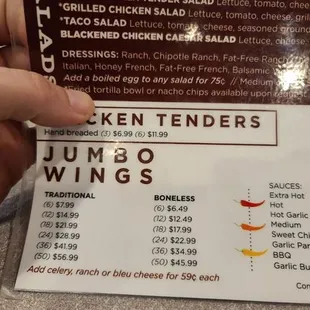 *GRILLED CHICKEN SALAD Lettuce, tomato, cheese,
*TACO SALAD Lettuce, tomato, cheese, seasoned ground
BLACKENED CHICKEN CAESAR SALAD Lettuce,
DRESSINGS: Ranch, Chipotle Ranch, Fat-Free Ranch
Italian, Honey French, Fat-Free French, Balsamic
Add a boiled egg to any salad for 75¢ // Medium
Fried tortilla bowl or nacho chips available upon
LADS
CKEN TENDERS
Hand breaded (3) $6.99 (6) $11.99
JUMBO
WINGS
TRADITIONAL
(6) $7.99
(12) $14.99
(18) $21.99
(24) $28.99
(36) $41.99
(50) $56.99
BONELESS
(6) $6.49
(12) $12.49
(18) $17.99
(24) $22.99
(36) $34.99
(50) $45.99
Add celery, ranch or bleu cheese for 59¢ each
SAUCES:
Extra Hot
Hot
Hot Garlic
Medium
Sweet Chi
Garlic Par
BBQ
Garlic Bu
Con